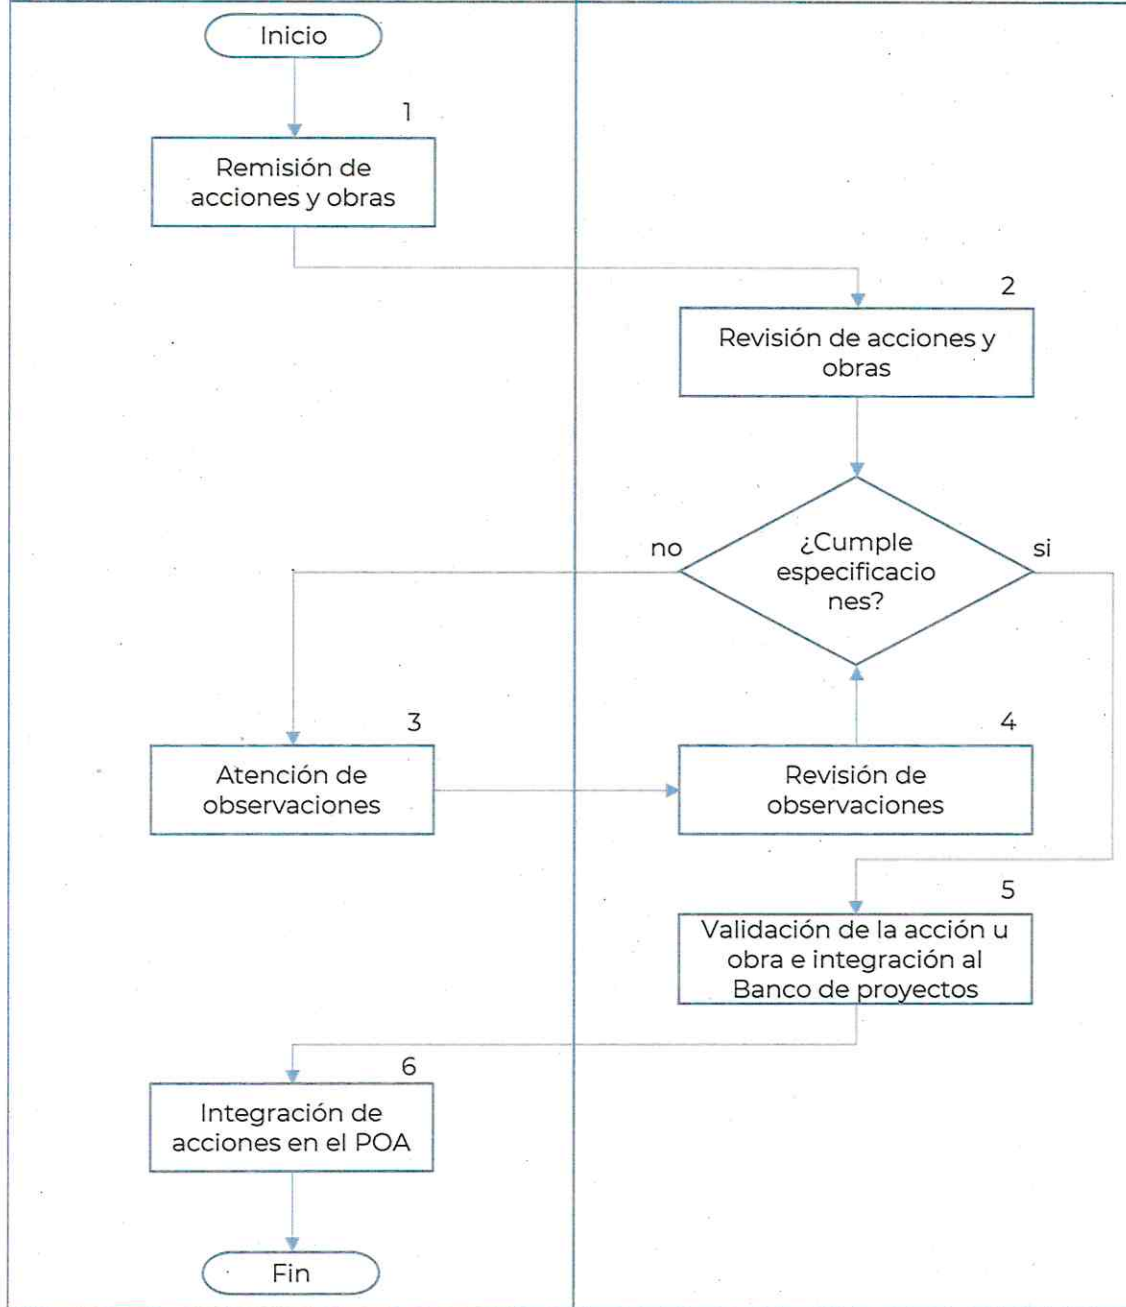 Inicio
1
Remisión de
acciones y obras
2
Revisión de acciones y
obras
¿Cumple
especificacio
nes?
no
si
3
Atención de
observaciones
4
Revisión de
observaciones
5
Validación de la acción u
obra e integración al
Banco de proyectos
6
Integración de
acciones en el POA
Fin